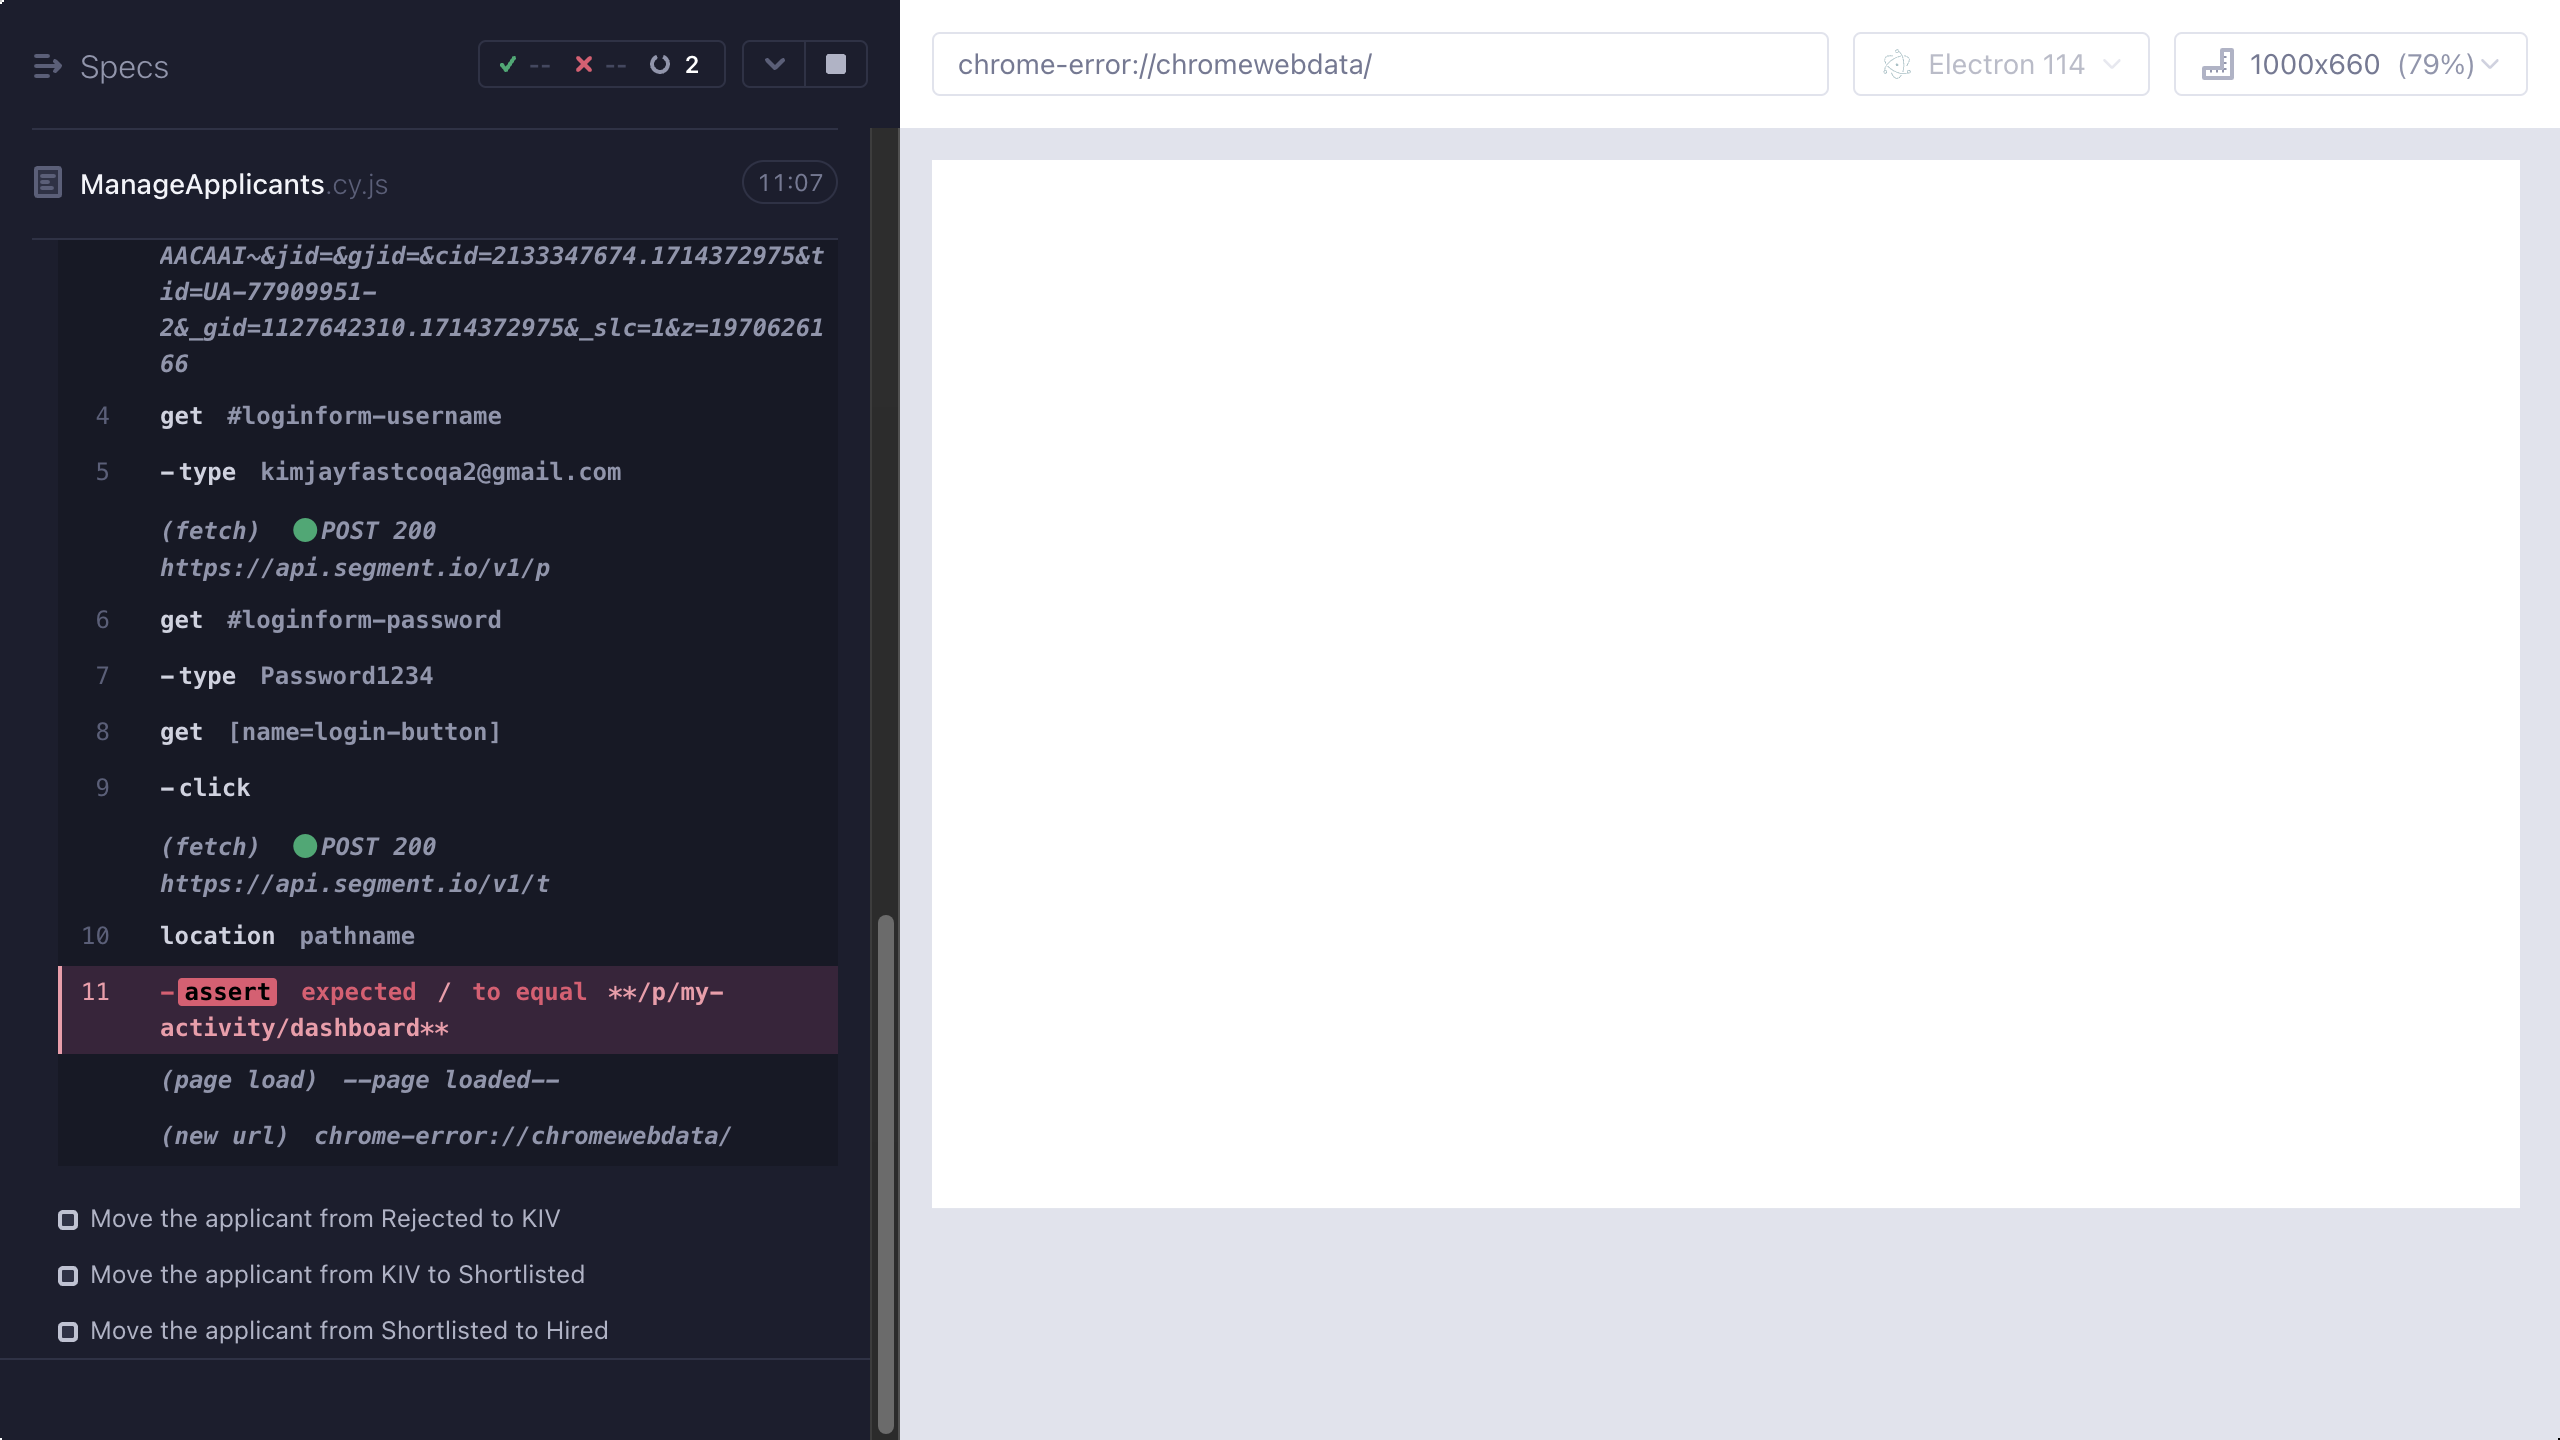 Specs
-- -- 2
ManageApplicants.cy.js
11:07
AACAAI~&jid=&gjid=&cid=2133347674.1714372975&t
id=UA-77909951-
2&_gid=1127642310.1714372975&_slc=1&z=19706261
66
4 get #loginform-username
5 -type kimjayfastcoqa2@gmail.com
(fetch) POST 200
https://api.segment.io/v1/p
6 get #loginform-password
7 -type Password1234
8 get [name=login-button]
9 -click
(fetch) POST 200
https://api.segment.io/v1/t
10 location pathname
11 -assert expected / to equal **/p/my-
activity/dashboard**
(page load) --page loaded--
(new url) chrome-error://chromewebdata/
Move the applicant from Rejected to KIV
Move the applicant from KIV to Shortlisted
Move the applicant from Shortlisted to Hired
chrome-error://chromewebdata/
Electron 114
1000x660 (79%)